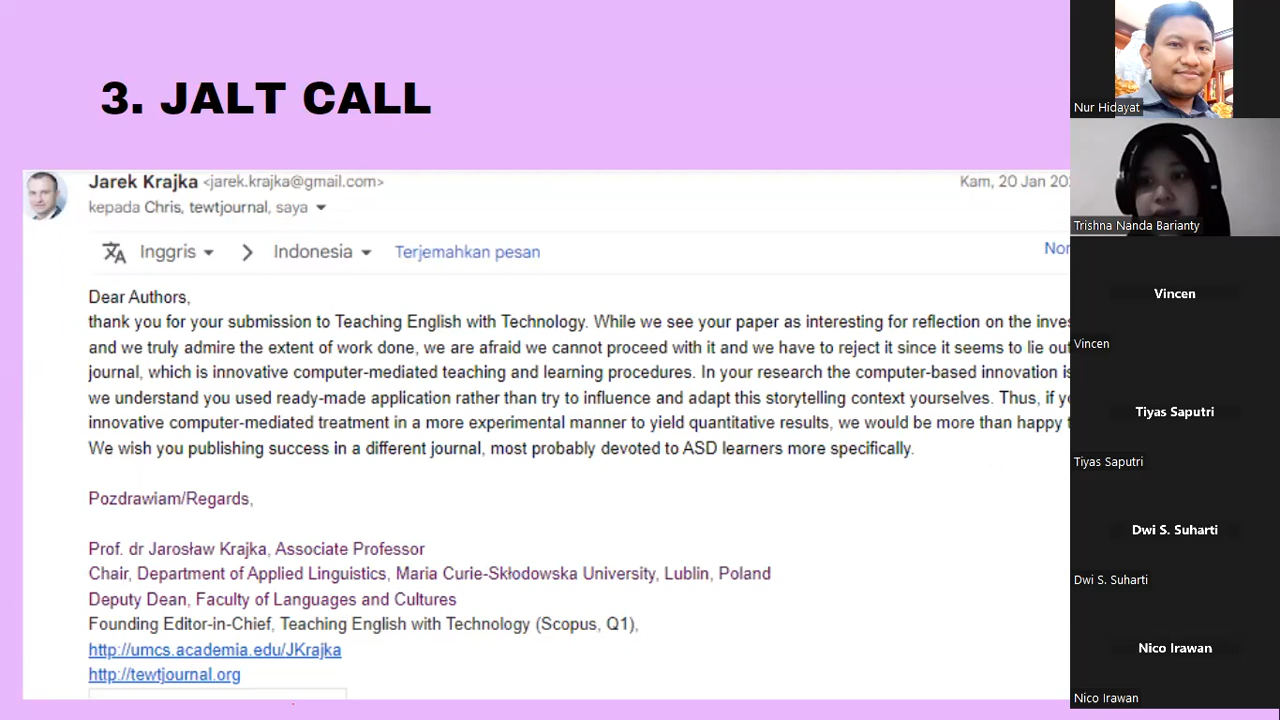 3. JALT CALL
Jarek Krajka <jarek.krajka@gmail.com>
Kam, 20 Jan
kepada Chris, tewtjournal, saya
Inggris
Indonesia
Terjemahkan pesan
Dear Authors,
thank you for your submission to Teaching English with Technology. While we see your paper as interesting for reflection on the
and we truly admire the extent of work done, we are afraid we cannot proceed with it and we have to reject it since it seems to lie
journal, which is innovative computer-mediated teaching and learning procedures. In your research the computer-based innovation
we understand you used ready-made application rather than try to influence and adapt this storytelling context yourselves. Thus, if
innovative computer-mediated treatment in a more experimental manner to yield quantitative results, we would be more than happy
We wish you publishing success in a different journal, most probably devoted to ASD learners more specifically.
Pozdrawiam/Regards,
Prof. dr Jarosław Krajka, Associate Professor
Chair, Department of Applied Linguistics, Maria Curie-Skłodowska University, Lublin, Poland
Deputy Dean, Faculty of Languages and Cultures
Founding Editor-in-Chief, Teaching English with Technology (Scopus, Q1),
http://umcs.academia.edu/JKrajka
http://tewtjournal.org
Nur Hidayat
Trishna Nanda Barianty
Vincen
Vincen
Tiyas Saputri
Tiyas Saputri
Dwi S. Suharti
Dwi S. Suharti
Nico Irawan
Nico Irawan